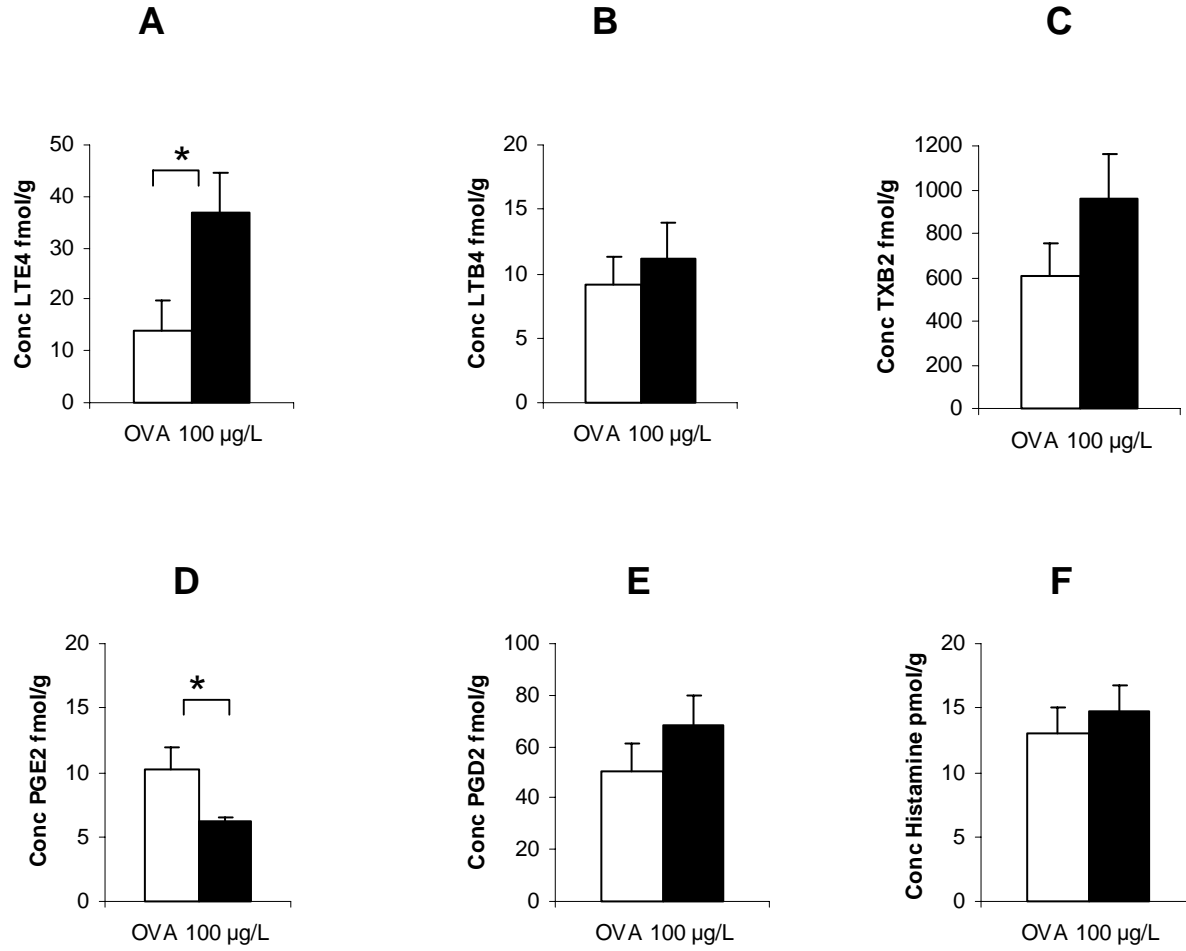 A
B
C
Conc LTE4 fmol/g
50
40
30
20
10
0
*
OVA 100 µg/L
Conc LTB4 fmol/g
20
15
10
5
0
OVA 100 µg/L
Conc TXB2 fmol/g
1200
1000
800
600
400
200
0
OVA 100 µg/L
D
E
F
Conc PGE2 fmol/g
20
15
10
5
0
*
OVA 100 µg/L
Conc PGD2 fmol/g
100
80
60
40
20
0
OVA 100 µg/L
Conc Histamine pmol/g
20
15
10
5
0
OVA 100 µg/L